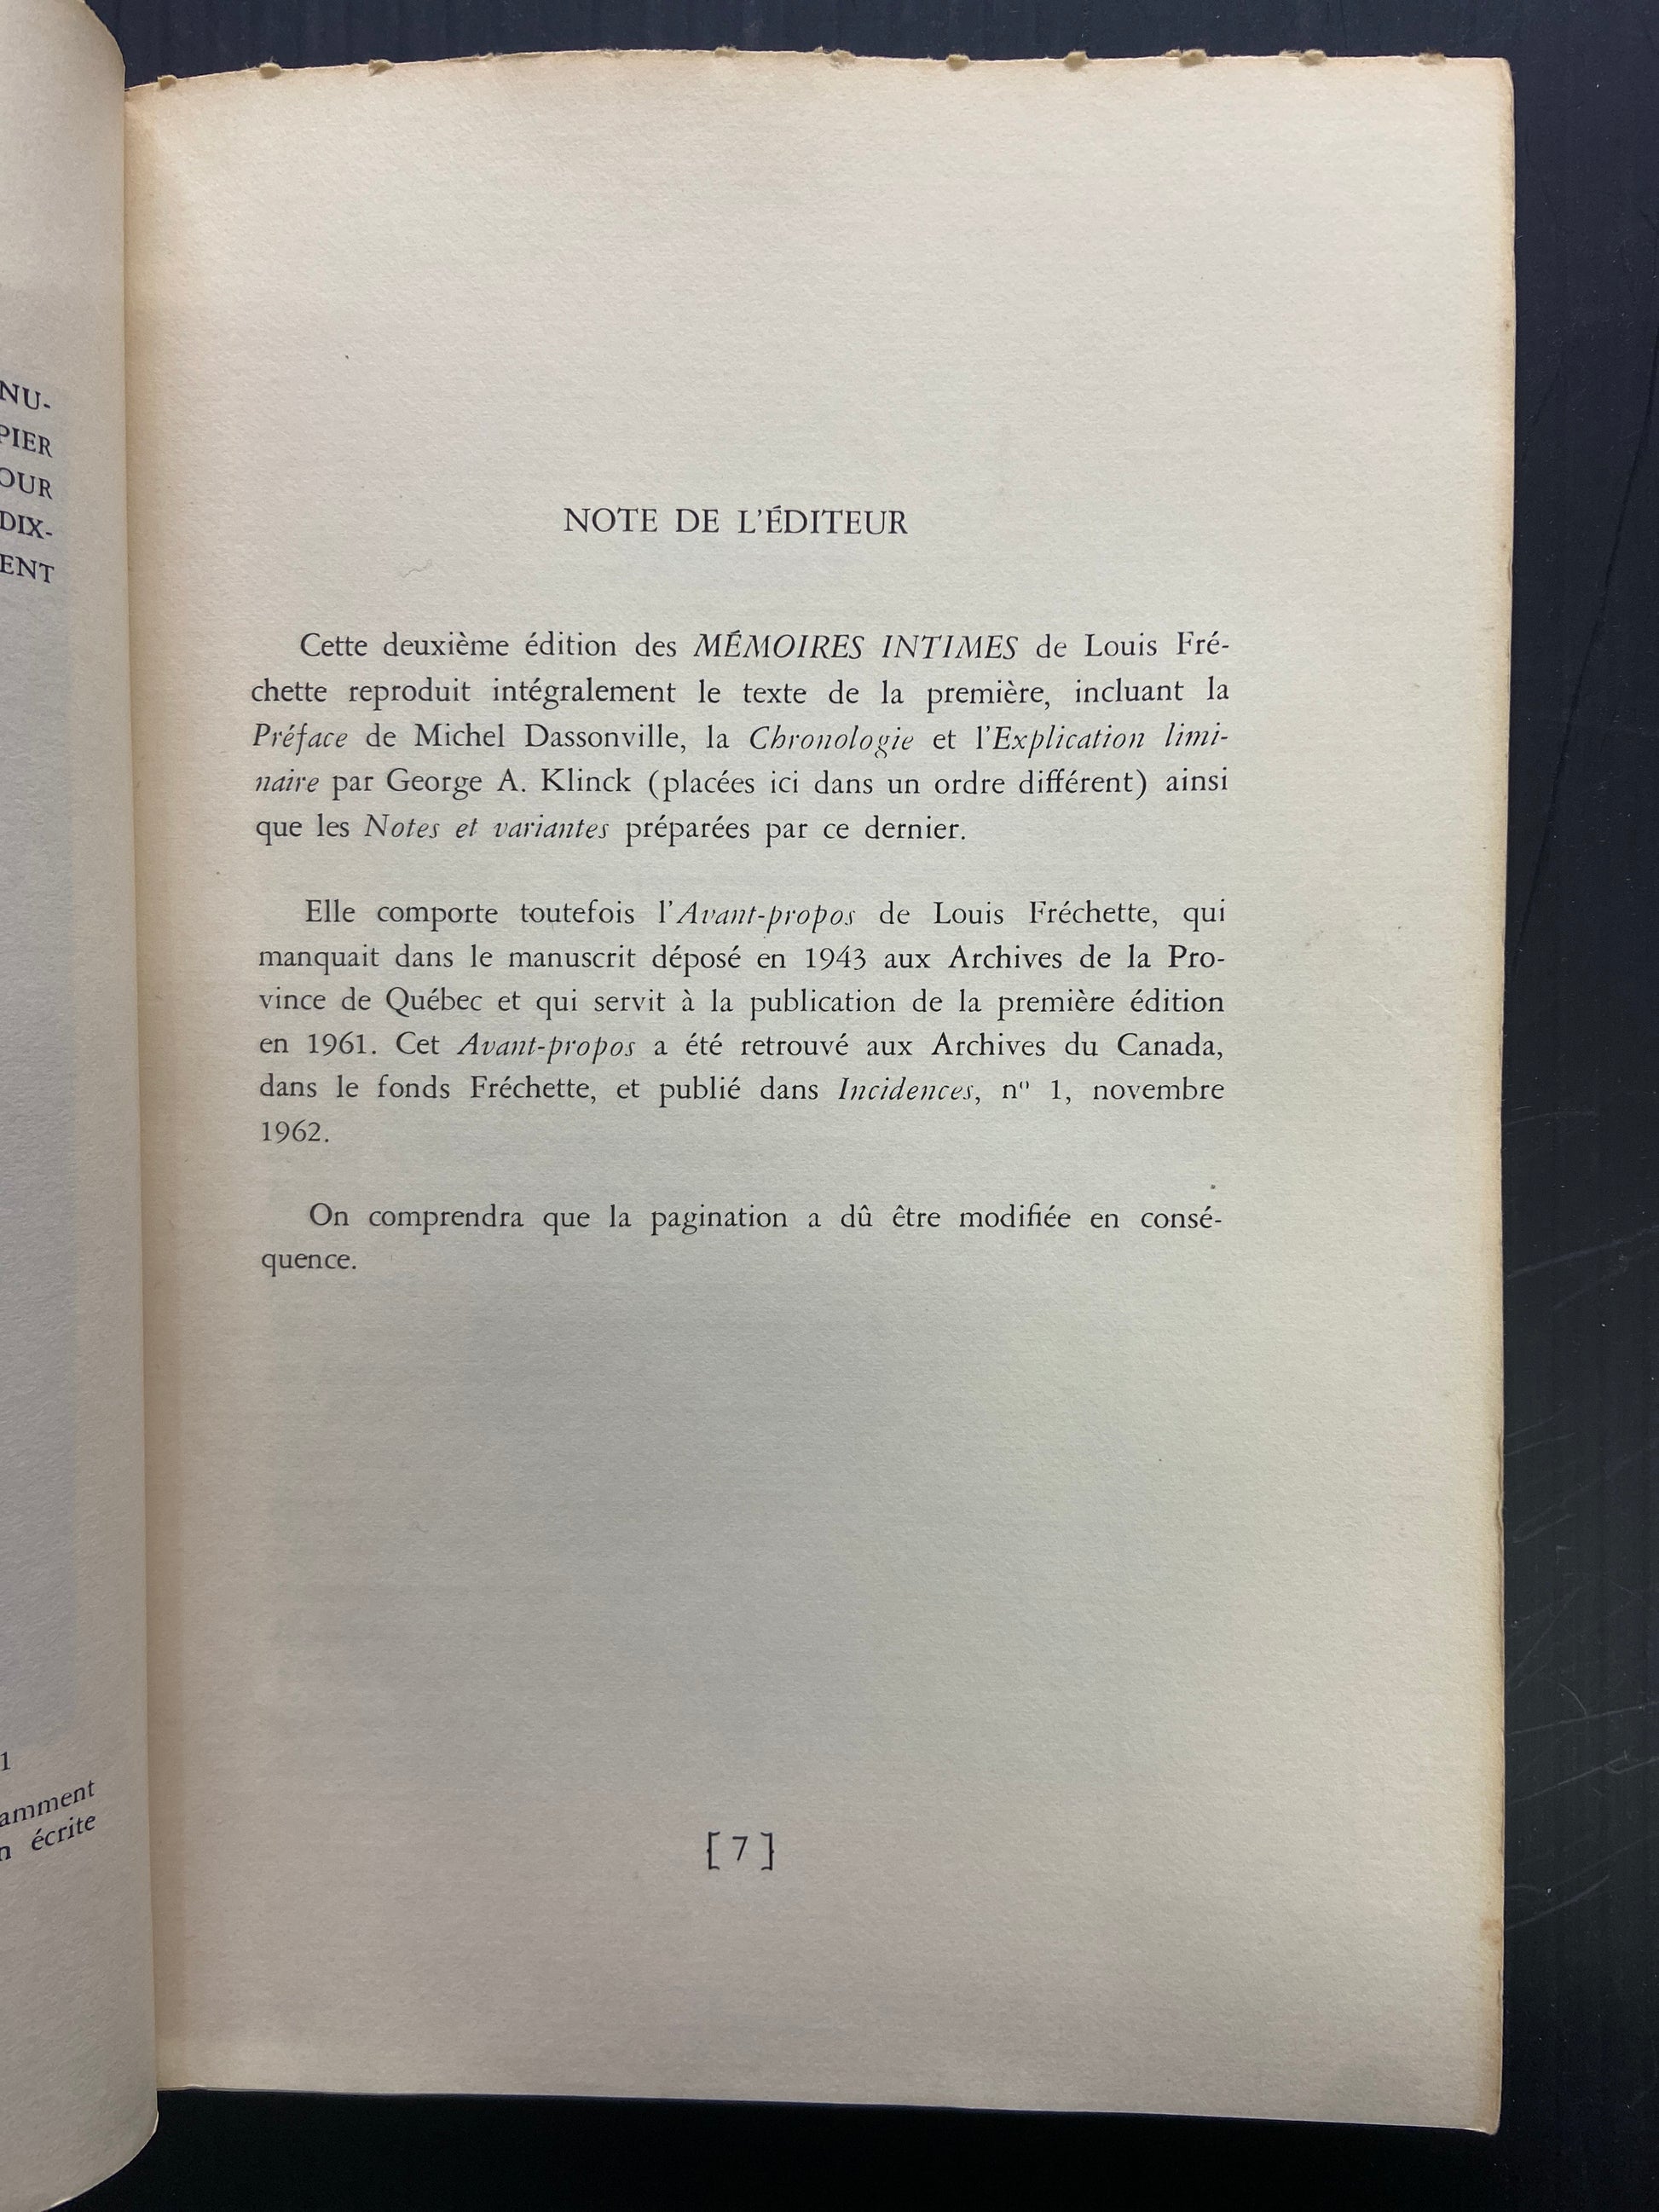 NU-
PIER
OUR
DIX-
ENT
1
amment
n écrite
NOTE DE L'ÉDITEUR
Cette deuxième édition des MÉMOIRES INTIMES de Louis Fré-
chette reproduit intégralement le texte de la première, incluant la
Préface de Michel Dassonville, la Chronologie et l'Explication limi-
naire par George A. Klinck (placées ici dans un ordre différent) ainsi
que les Notes et variantes préparées par ce dernier.
Elle comporte toutefois l'Avant-propos de Louis Fréchette, qui
manquait dans le manuscrit déposé en 1943 aux Archives de la Pro-
vince de Québec et qui servit à la publication de la première édition
en 1961. Cet Avant-propos a été retrouvé aux Archives du Canada,
dans le fonds Fréchette, et publié dans Incidences, nº 1, novembre
1962.
On comprendra que la pagination a dû être modifiée en consé-
quence.
[ 7 ]